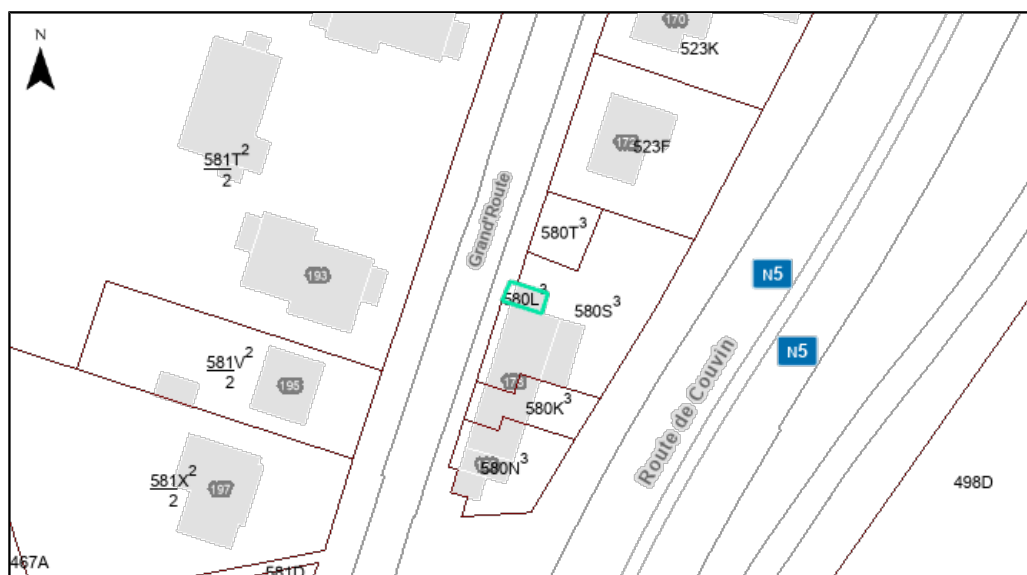 N
170
523K
172
523F
581T²
2
Grand'Route
580T³
193
N5
580L³
580S³
581V²
2
195
N5
Route de Couvin
580K³
580N³
581X²
2
197
498D
467A
581D